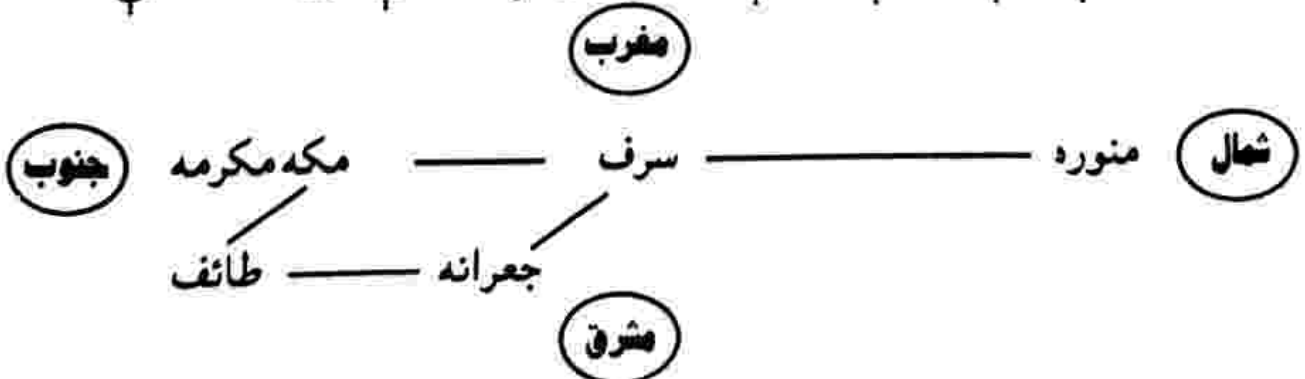 مغرب
شمال منوره سرف مکه مکرمه جنوب
جعرانه طائف
مشرق